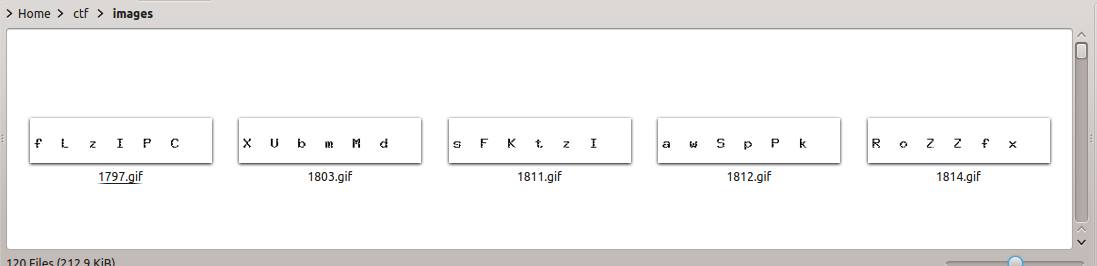 > Home > ctf > images
f L z I P C
X U b m M d
s F K t z I
a w S p P k
R o Z Z f x
1797.gif
1803.gif
1811.gif
1812.gif
1814.gif
120 Files (212.9 KiB)